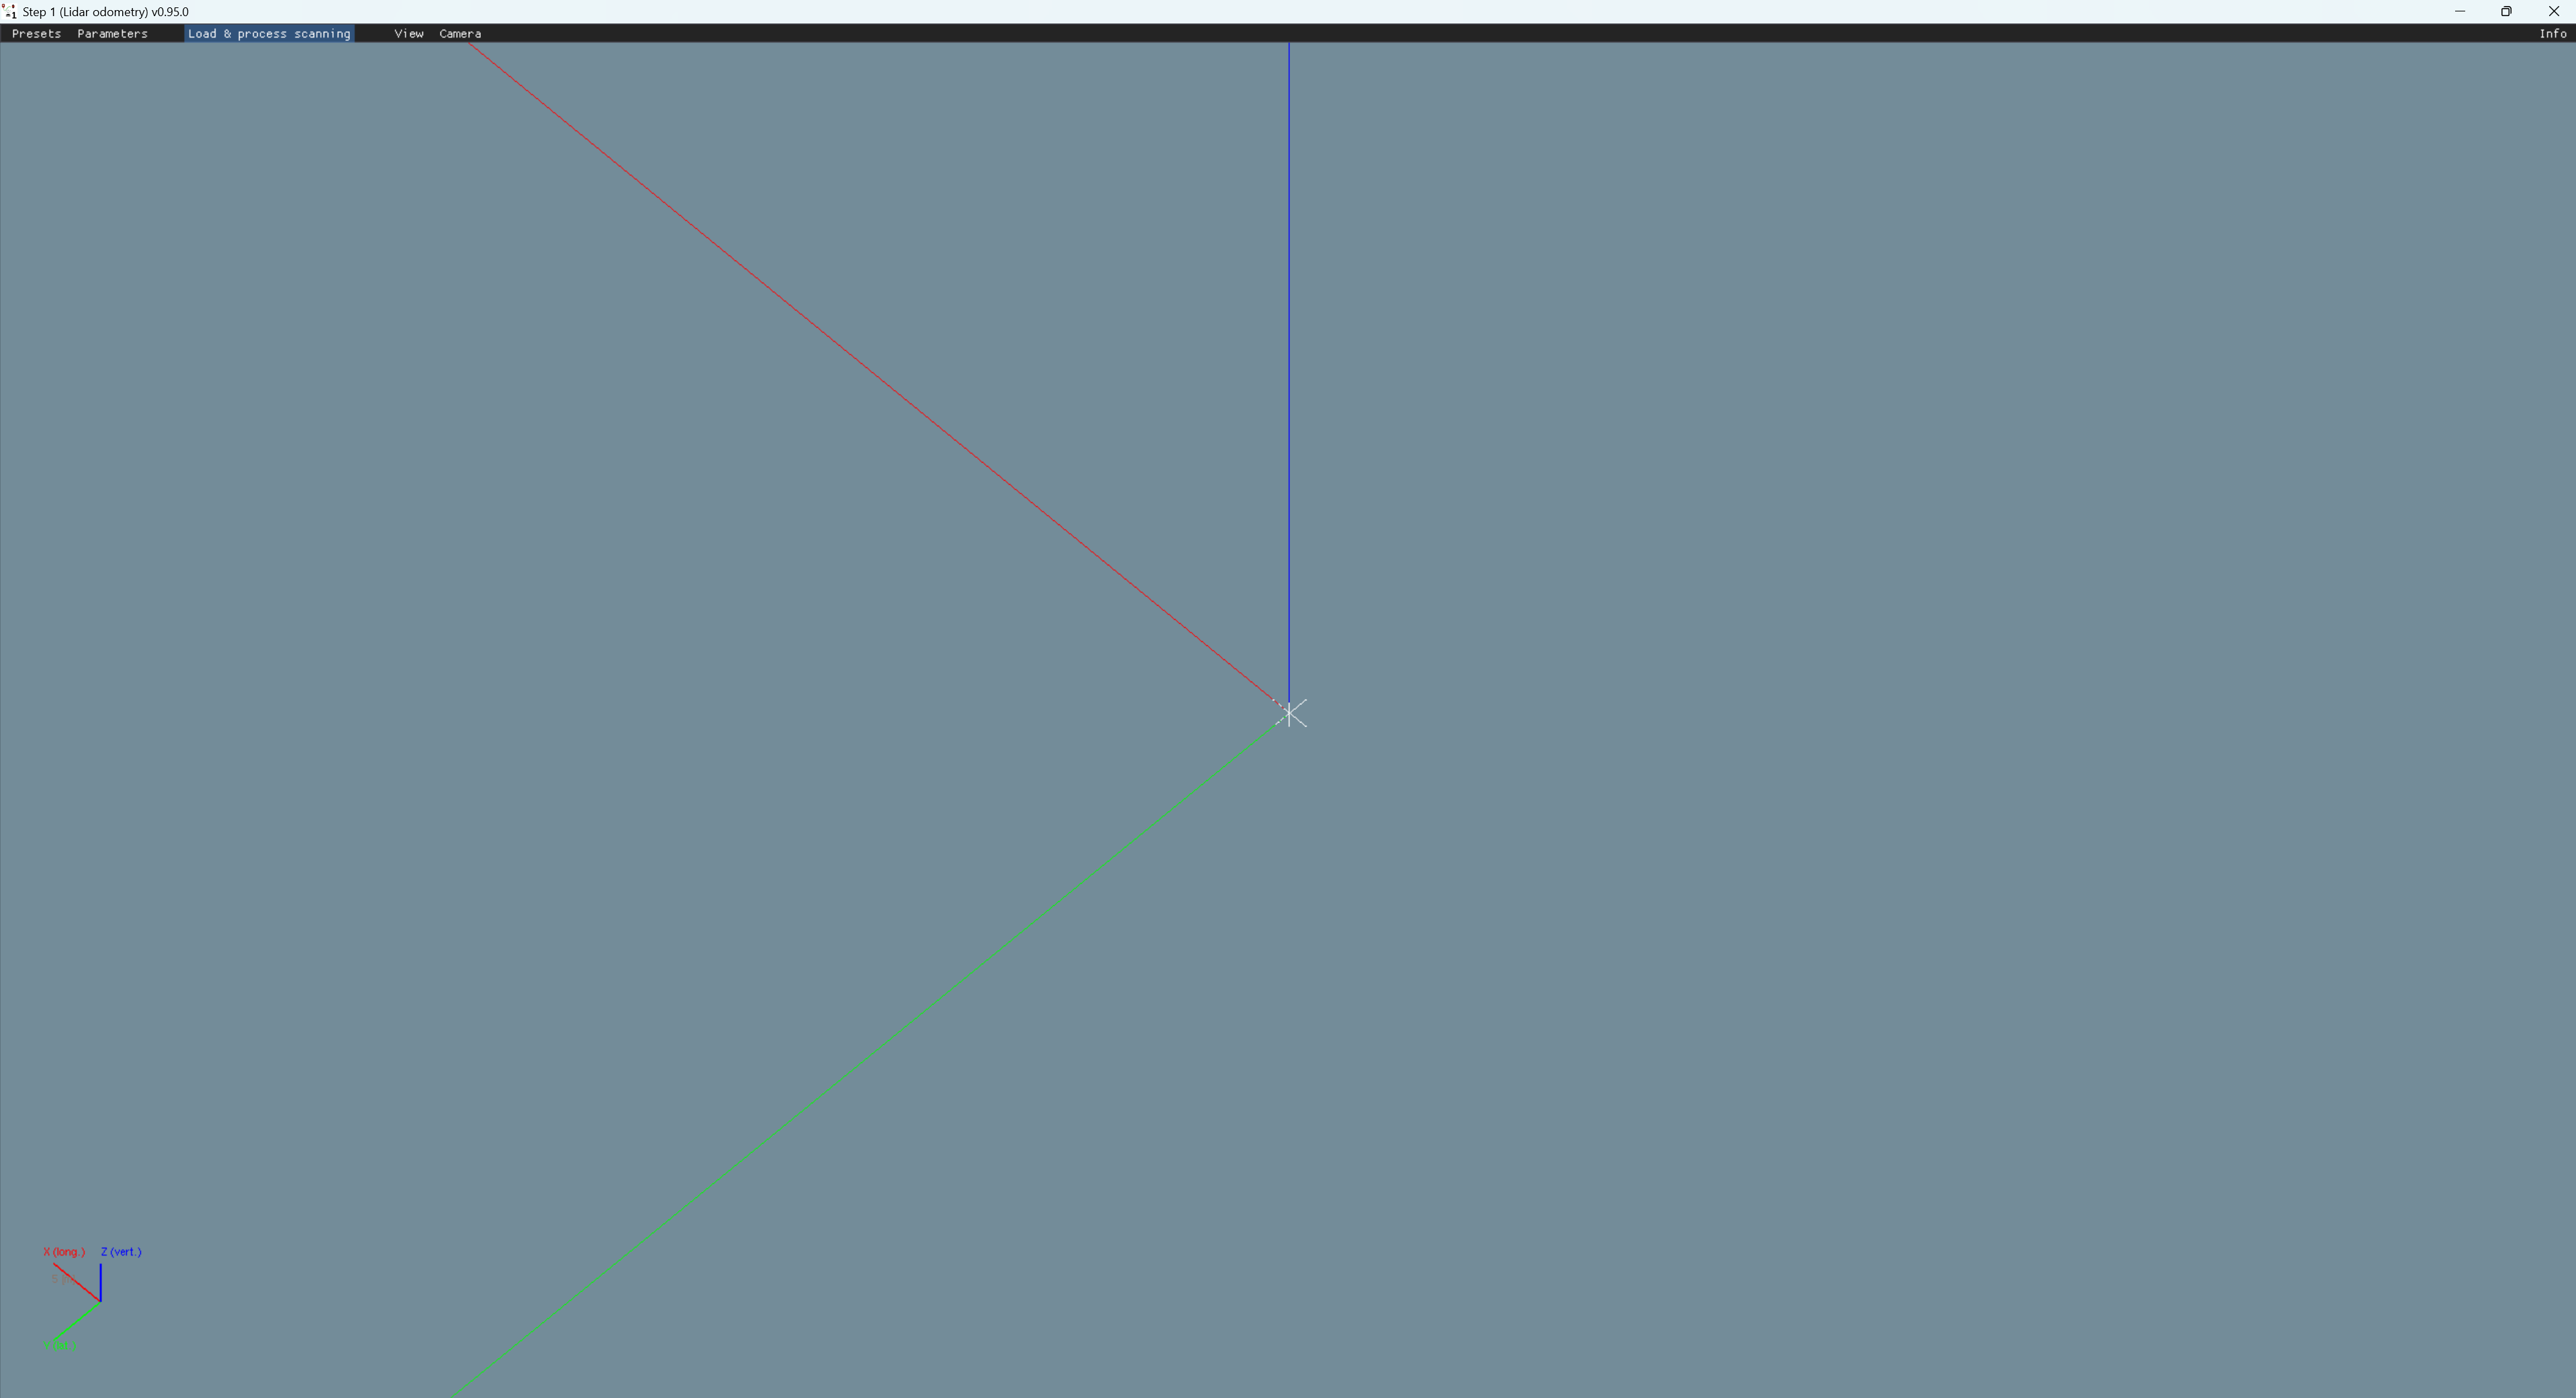 Step 1 (Lidar odometry) v0.95.0
Presets Parameters Load & process scanning View Camera Info
X (long.) Z (vert.)